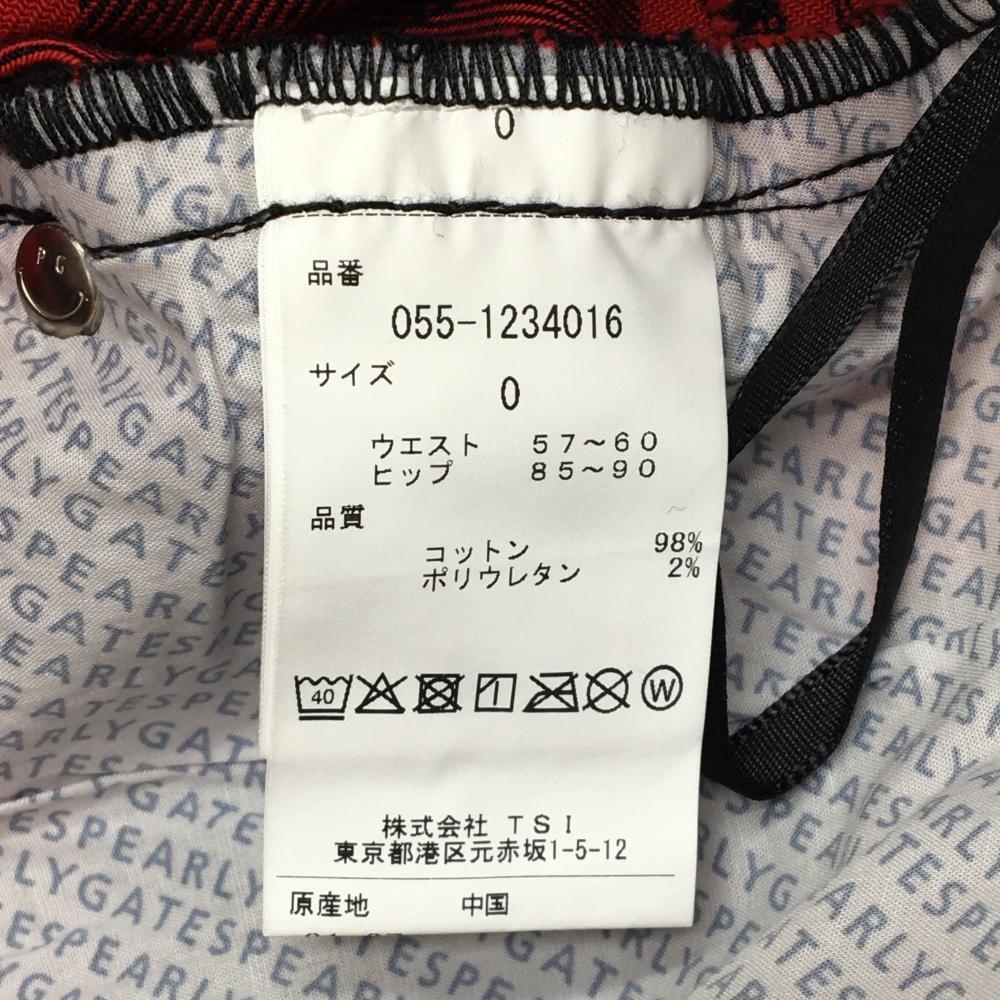 0
品番
055-1234016
サイズ
0
ウエスト 57～60
ヒップ 85～90
品質
コットン 98%
ポリウレタン 2%
40
W
株式会社 TSI
東京都港区元赤坂1-5-12
原産地 中国
PG
PEARLYGATES